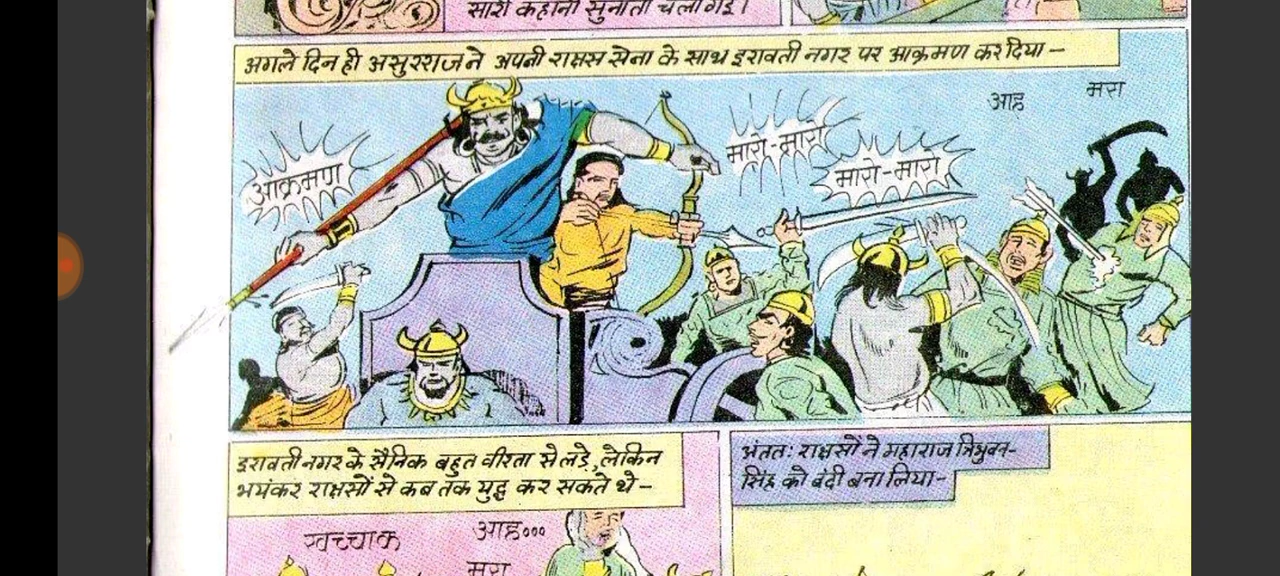 सारी कहानी सुनाती चली गई।
अगले दिन ही असुरराज ने अपनी राक्षस सेना के साथ इरावती नगर पर आक्रमण कर दिया —
आह
मरा
आक्रमण
मारो-मारो
मारो-मारो
इरावती नगर के सैनिक बहुत वीरता से लड़े, लेकिन
भयंकर राक्षसों से कब तक युद्ध कर सकते थे —
अंततः राक्षसों ने महाराज त्रिभुवन-
सिंह को बंदी बना लिया —
खच्चाक
आह०००
मरा